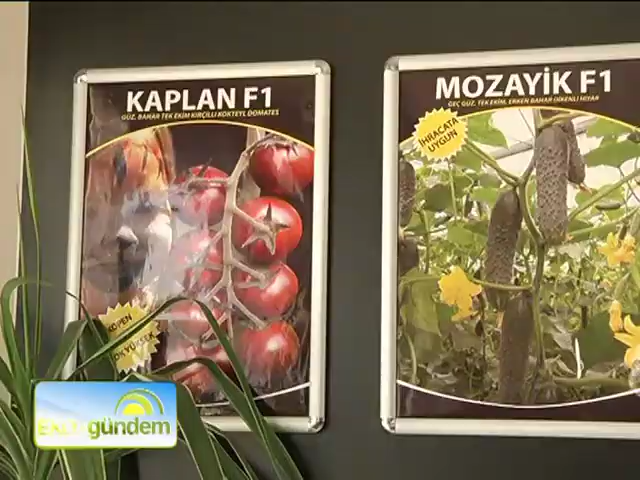 KAPLAN F1
GÜZ, BAHAR TEK EKİM KIRÇILLI KOKTEYL DOMATES
MOZAYİK F1
GEÇ GÜZ, TEK EKİM, ERKEN BAHAR DİKENLİ HIYAR
İHRACATA
UYGUN
gündem